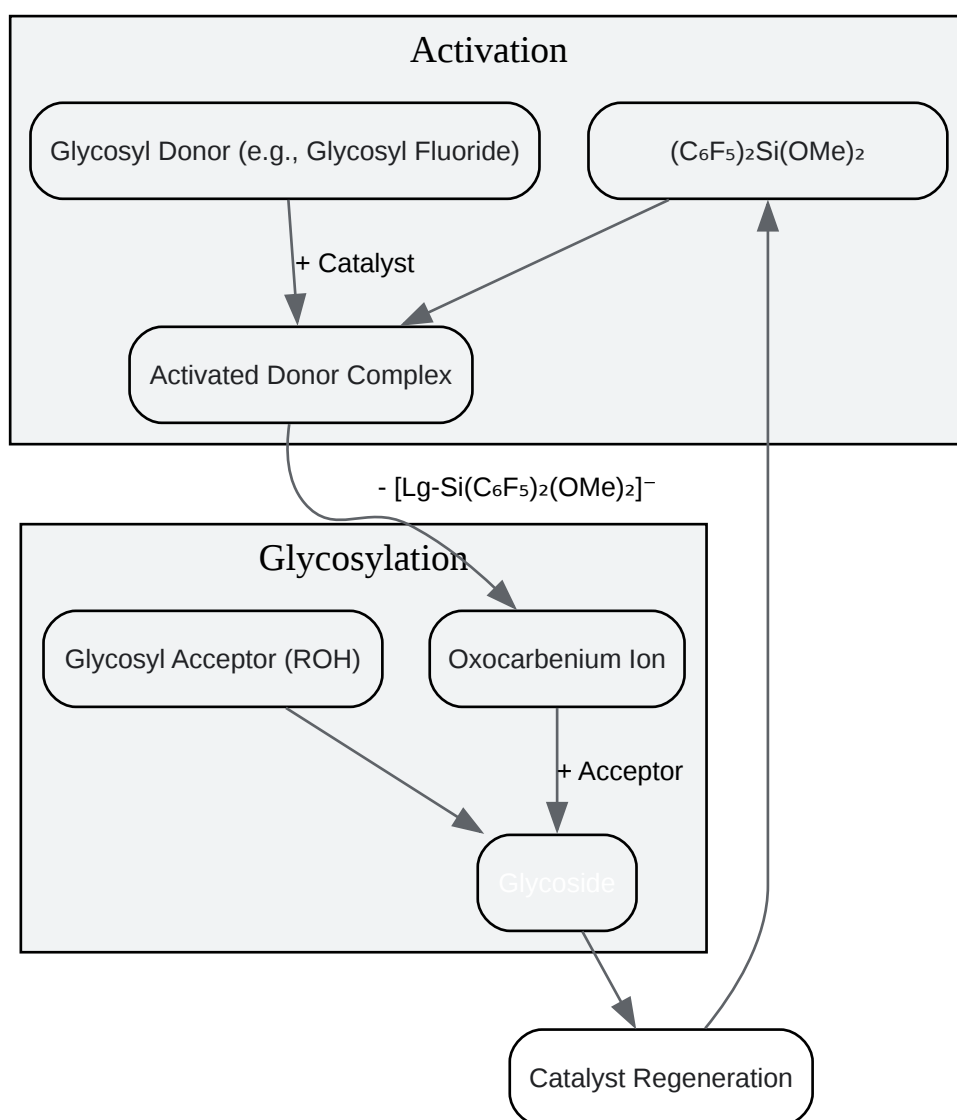 Activation
Glycosyl Donor (e.g., Glycosyl Fluoride)
(C₆F₅)₂Si(OMe)₂
+ Catalyst
Activated Donor Complex
- [Lg-Si(C₆F₅)₂(OMe)₂]⁻
Glycosylation
Glycosyl Acceptor (ROH)
Oxocarbenium Ion
+ Acceptor
Glycoside
Catalyst Regeneration